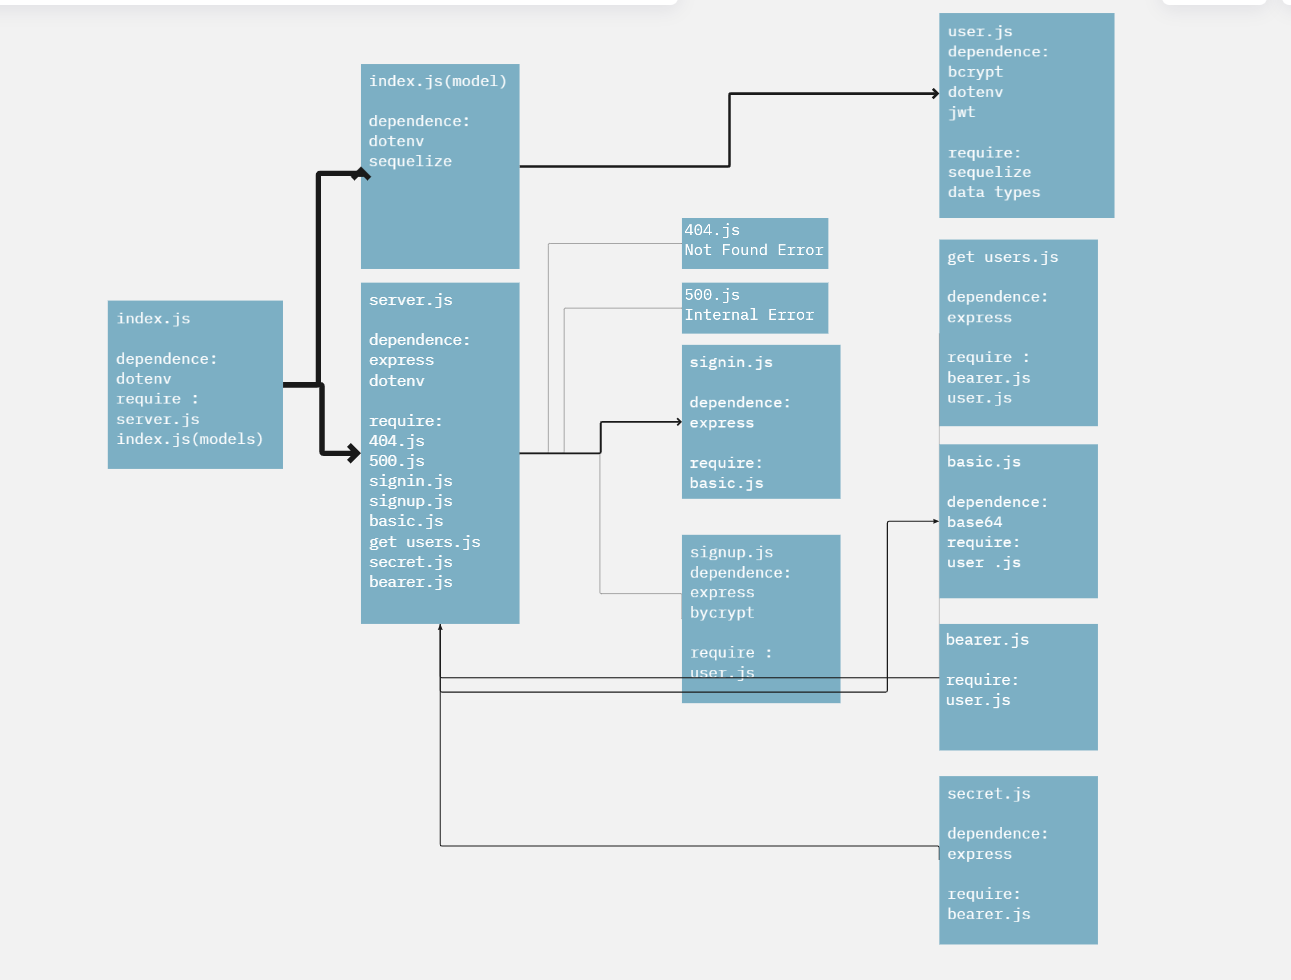 index.js
dependence:
dotenv
require :
server.js
index.js(models)
index.js(model)
dependence:
dotenv
sequelize
server.js
dependence:
express
dotenv
require:
404.js
500.js
signin.js
signup.js
basic.js
get users.js
secret.js
bearer.js
404.js
Not Found Error
500.js
Internal Error
signin.js
dependence:
express
require:
basic.js
signup.js
dependence:
express
bycrypt
require :
user.js
user.js
dependence:
bcrypt
dotenv
jwt
require:
sequelize
data types
get users.js
dependence:
express
require :
bearer.js
user.js
basic.js
dependence:
base64
require:
user .js
bearer.js
require:
user.js
secret.js
dependence:
express
require:
bearer.js